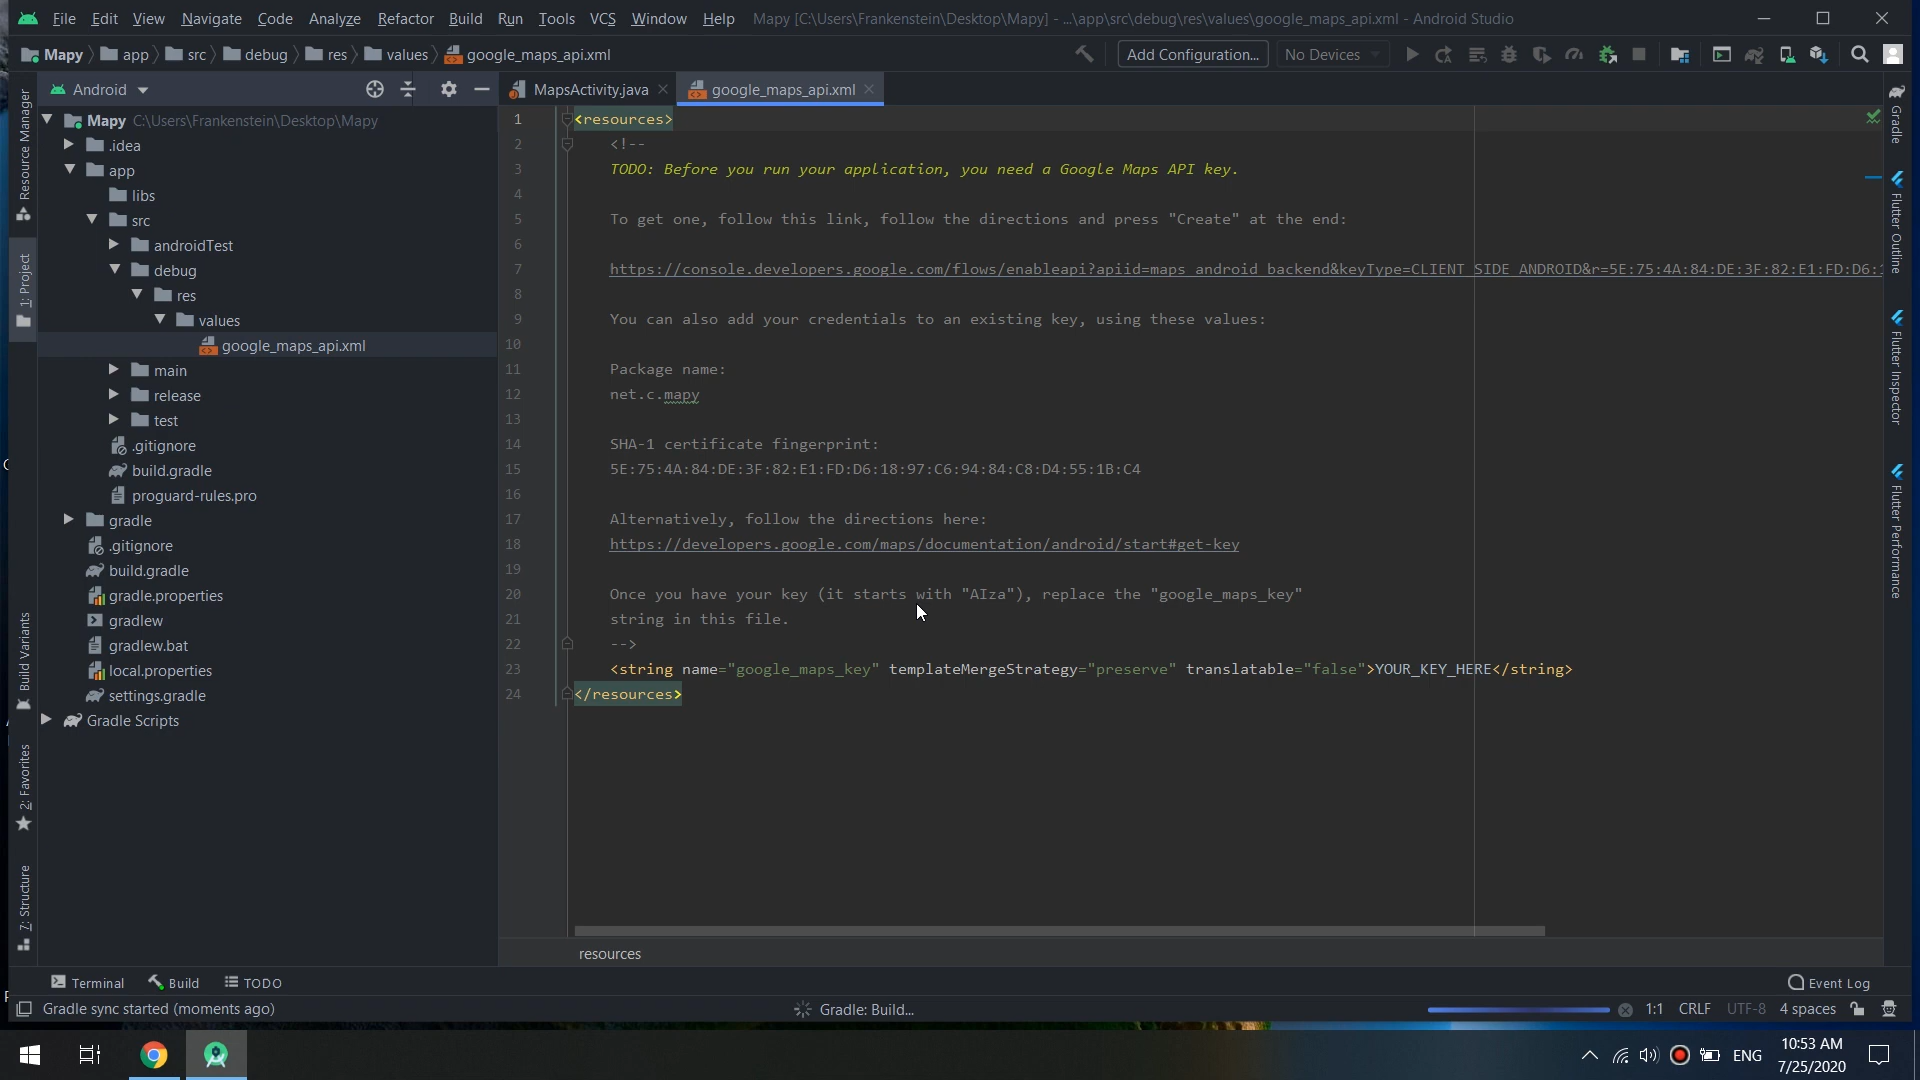 File Edit View Navigate Code Analyze Refactor Build Run Tools VCS Window Help Mapy [C:\Users\Frankenstein\Desktop\Mapy] - ...\app\src\debug\res\values\google_maps_api.xml - Android Studio
Mapy app src debug res values google_maps_api.xml Add Configuration... No Devices
Android
MapsActivity.java google_maps_api.xml
Resource Manager
1: Project
Build Variants
2: Favorites
7: Structure
Mapy C:\Users\Frankenstein\Desktop\Mapy
.idea
app
libs
src
androidTest
debug
res
values
google_maps_api.xml
main
release
test
.gitignore
build.gradle
proguard-rules.pro
gradle
.gitignore
build.gradle
gradle.properties
gradlew
gradlew.bat
local.properties
settings.gradle
Gradle Scripts
1 <resources>
2 <!--
3 TODO: Before you run your application, you need a Google Maps API key.
4
5 To get one, follow this link, follow the directions and press "Create" at the end:
6
7 https://console.developers.google.com/flows/enableapi?apiid=maps_android_backend&keyType=CLIENT_SIDE_ANDROID&r=5E:75:4A:84:DE:3F:82:E1:FD:D6:
8
9 You can also add your credentials to an existing key, using these values:
10
11 Package name:
12 net.c.mapy
13
14 SHA-1 certificate fingerprint:
15 5E:75:4A:84:DE:3F:82:E1:FD:D6:18:97:C6:94:84:C8:D4:55:1B:C4
16
17 Alternatively, follow the directions here:
18 https://developers.google.com/maps/documentation/android/start#get-key
19
20 Once you have your key (it starts with "AIza"), replace the "google_maps_key"
21 string in this file.
22 -->
23 <string name="google_maps_key" templateMergeStrategy="preserve" translatable="false">YOUR_KEY_HERE</string>
24 </resources>
resources
Gradle
Flutter Outline
Flutter Inspector
Flutter Performance
Terminal Build TODO Event Log
Gradle sync started (moments ago) Gradle: Build... 1:1 CRLF UTF-8 4 spaces
ENG 10:53 AM
7/25/2020